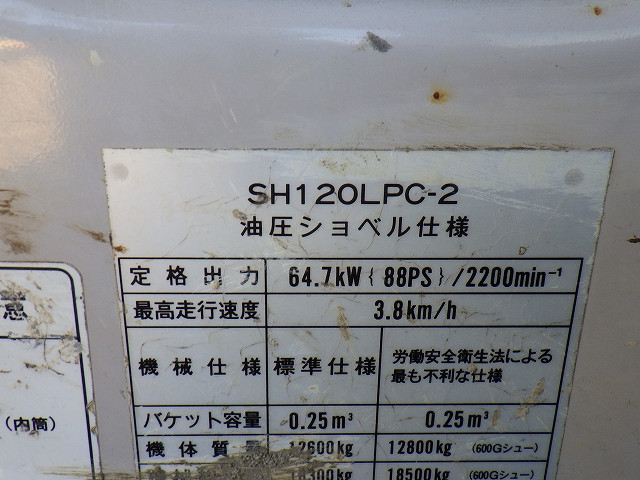 SH120LPC-2
油圧ショベル仕様
定格出力 64.7kW{88PS}/2200min⁻¹
最高走行速度 3.8km/h
機械仕様 標準仕様 労働安全衛生法による
最も不利な仕様
バケット容量 0.25m³ 0.25m³
機体質 12600kg 12800kg (600Gシュー)
18500kg (600Gシュー)
意
(内筒)